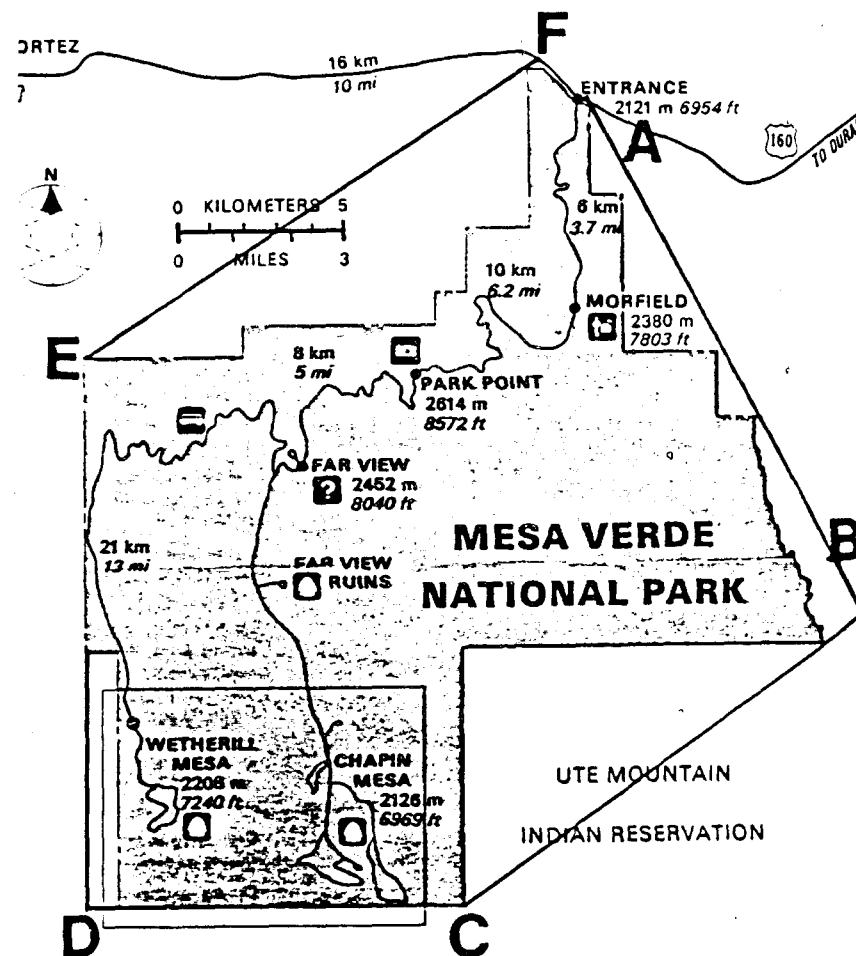 F
ORTEZ
16 km
10 mi
ENTRANCE
2121 m 6954 ft
A
160
N
0 KILOMETERS 5
0 MILES 3
6 km
3.7 mi
10 km
6.2 mi
MORFIELD
2380 m
7803 ft
E
8 km
5 mi
PARK POINT
2614 m
8572 ft
FAR VIEW
?
2452 m
8040 ft
21 km
13 mi
FAR VIEW
RUINS
MESA VERDE
NATIONAL PARK
B
WETHERILL
MESA
2208 m
7240 ft
CHAPIN
MESA
2126 m
6969 ft
UTE MOUNTAIN
INDIAN RESERVATION
D
C